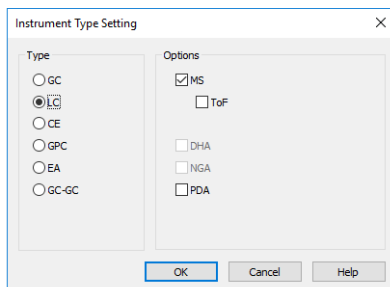 Instrument Type Setting
Type
GC
LC
CE
GPC
EA
GC-GC
Options
MS
ToF
DHA
NGA
PDA
OK
Cancel
Help